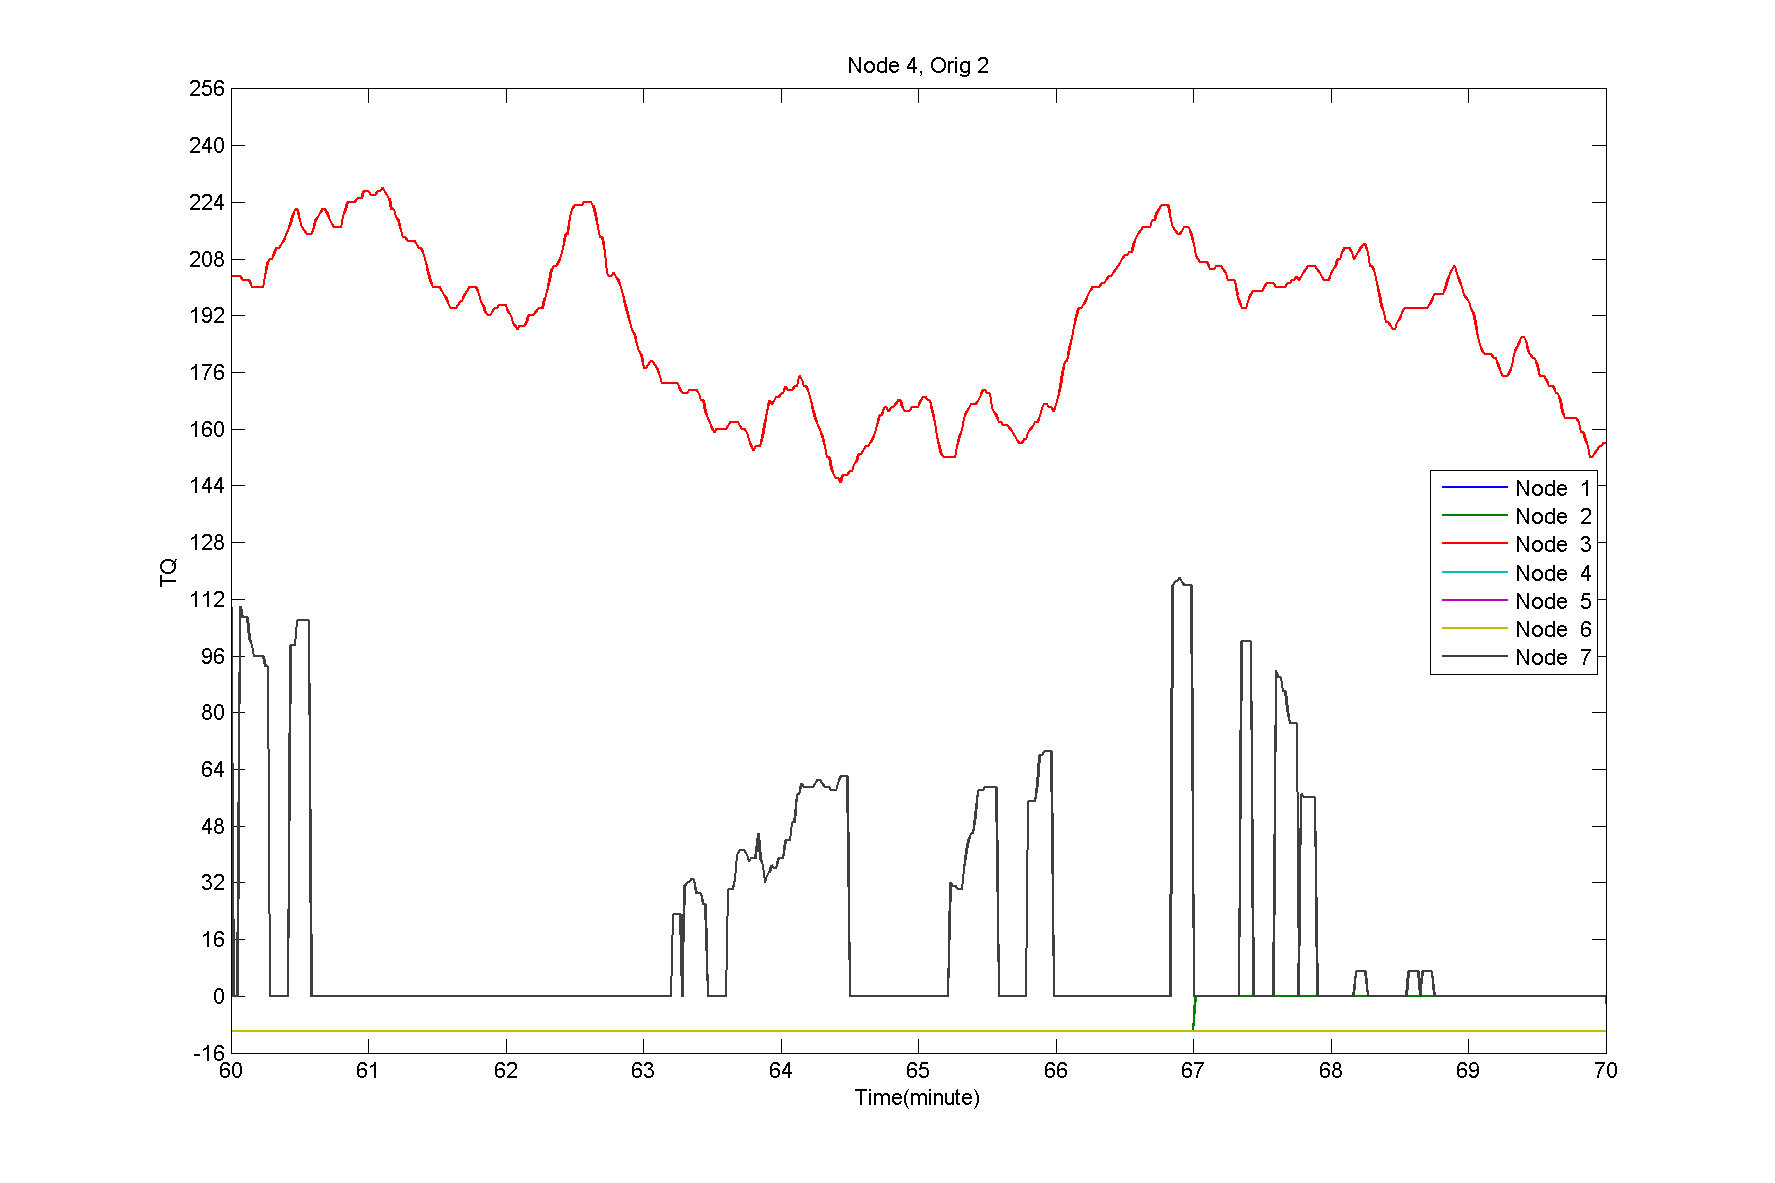 Node 4, Orig 2
256
240
224
208
192
176
160
144
128
112
96
80
64
48
32
16
0
-16
TQ
Node 1
Node 2
Node 3
Node 4
Node 5
Node 6
Node 7
60 61 62 63 64 65 66 67 68 69 70
Time(minute)